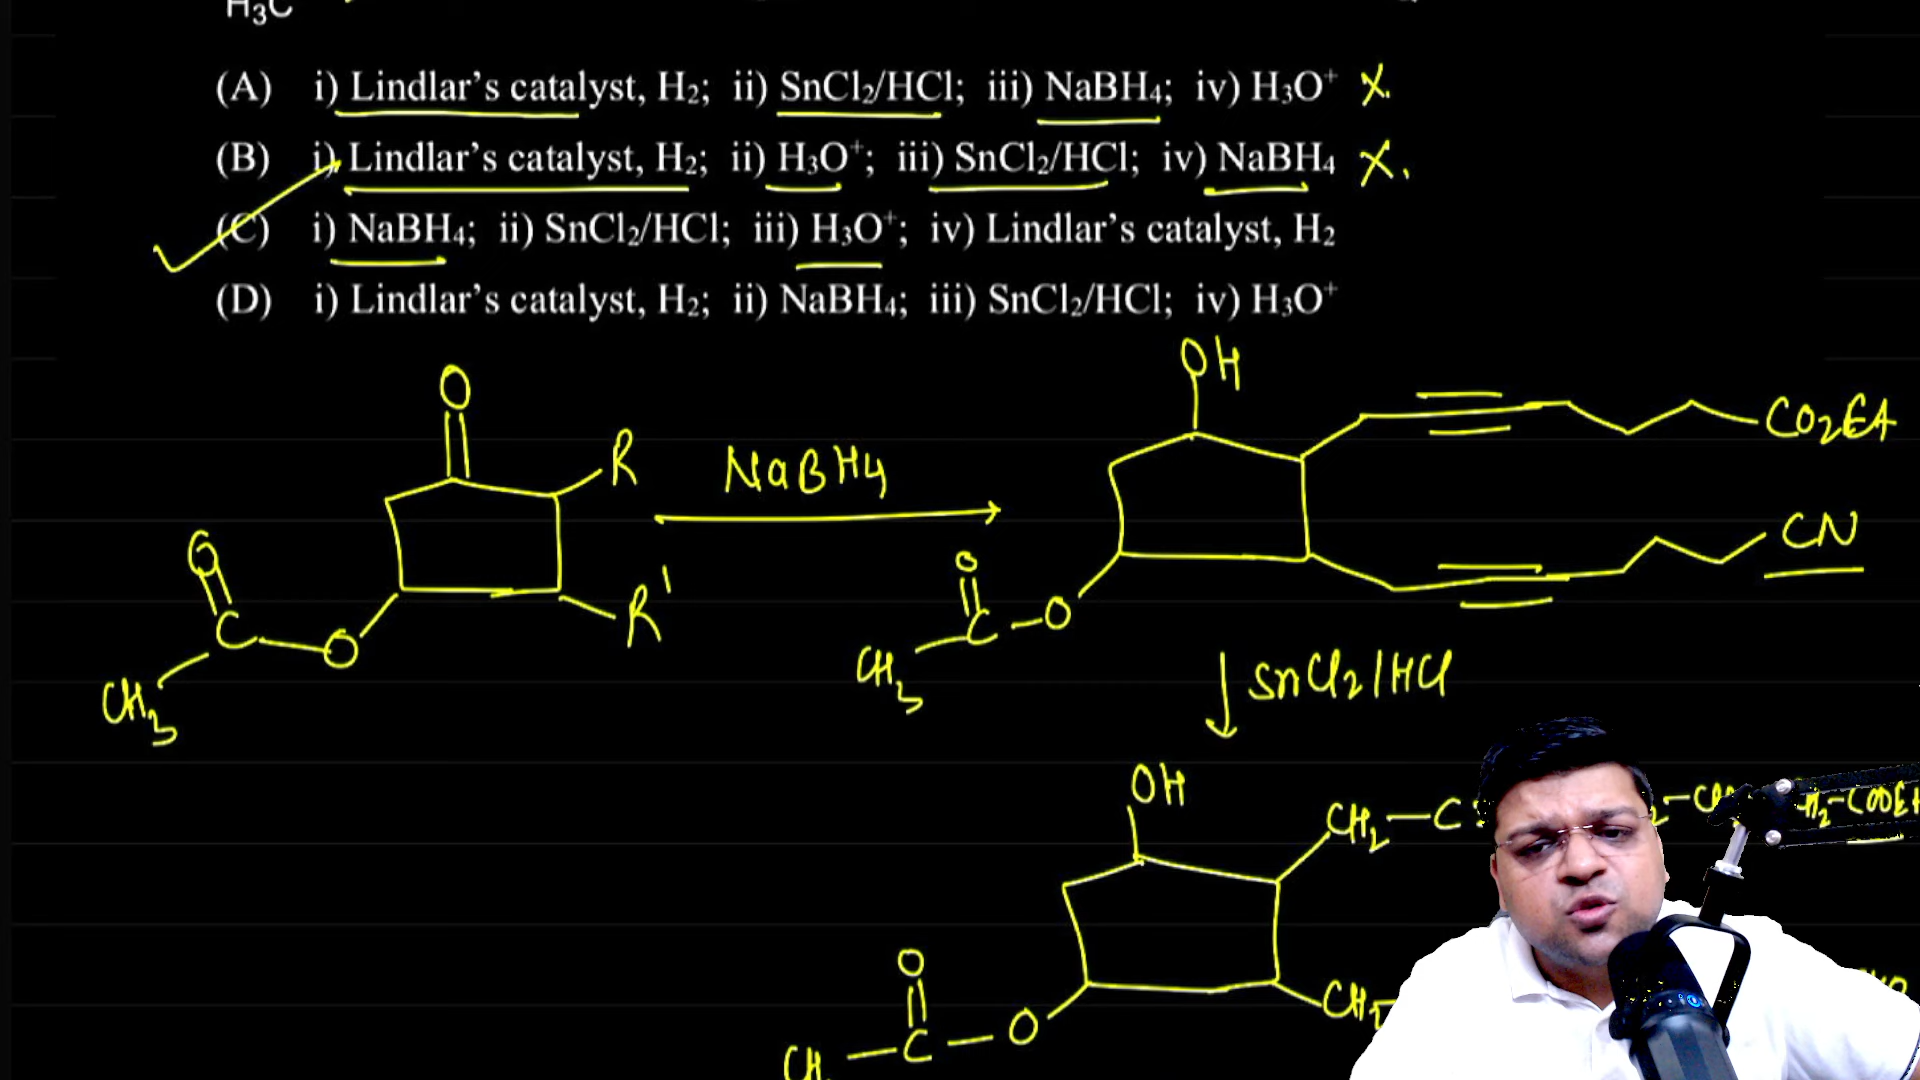 H₃C
(A) i) Lindlar's catalyst, H₂; ii) SnCl₂/HCl; iii) NaBH₄; iv) H₃O⁺ X.
(B) i) Lindlar's catalyst, H₂; ii) H₃O⁺; iii) SnCl₂/HCl; iv) NaBH₄ X.
(C) i) NaBH₄; ii) SnCl₂/HCl; iii) H₃O⁺; iv) Lindlar's catalyst, H₂
(D) i) Lindlar's catalyst, H₂; ii) NaBH₄; iii) SnCl₂/HCl; iv) H₃O⁺
O
R
R'
O
C
O
CH₃
NaBH₄
OH
CO₂Et
CN
O
C-O
CH₃
SnCl₂/HCl
OH
CH₂-C
H₂-COOEt
O
C-O